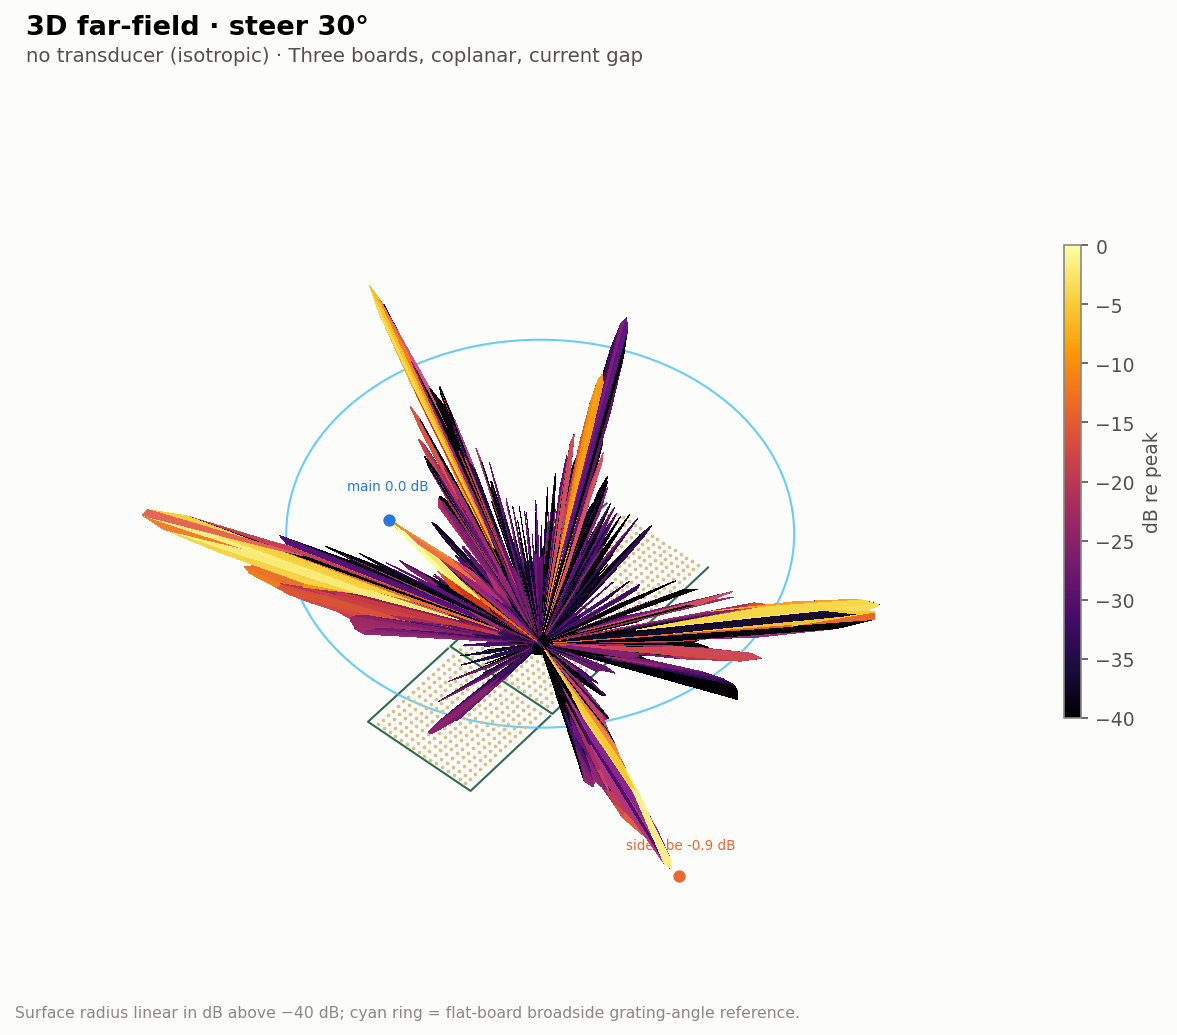 3D far-field · steer 30°
no transducer (isotropic) · Three boards, coplanar, current gap
0
−5
−10
−15
−20
−25
−30
−35
−40
dB re peak
main 0.0 dB
-0.9 dB
Surface radius linear in dB above −40 dB; cyan ring = flat-board broadside grating-angle reference.